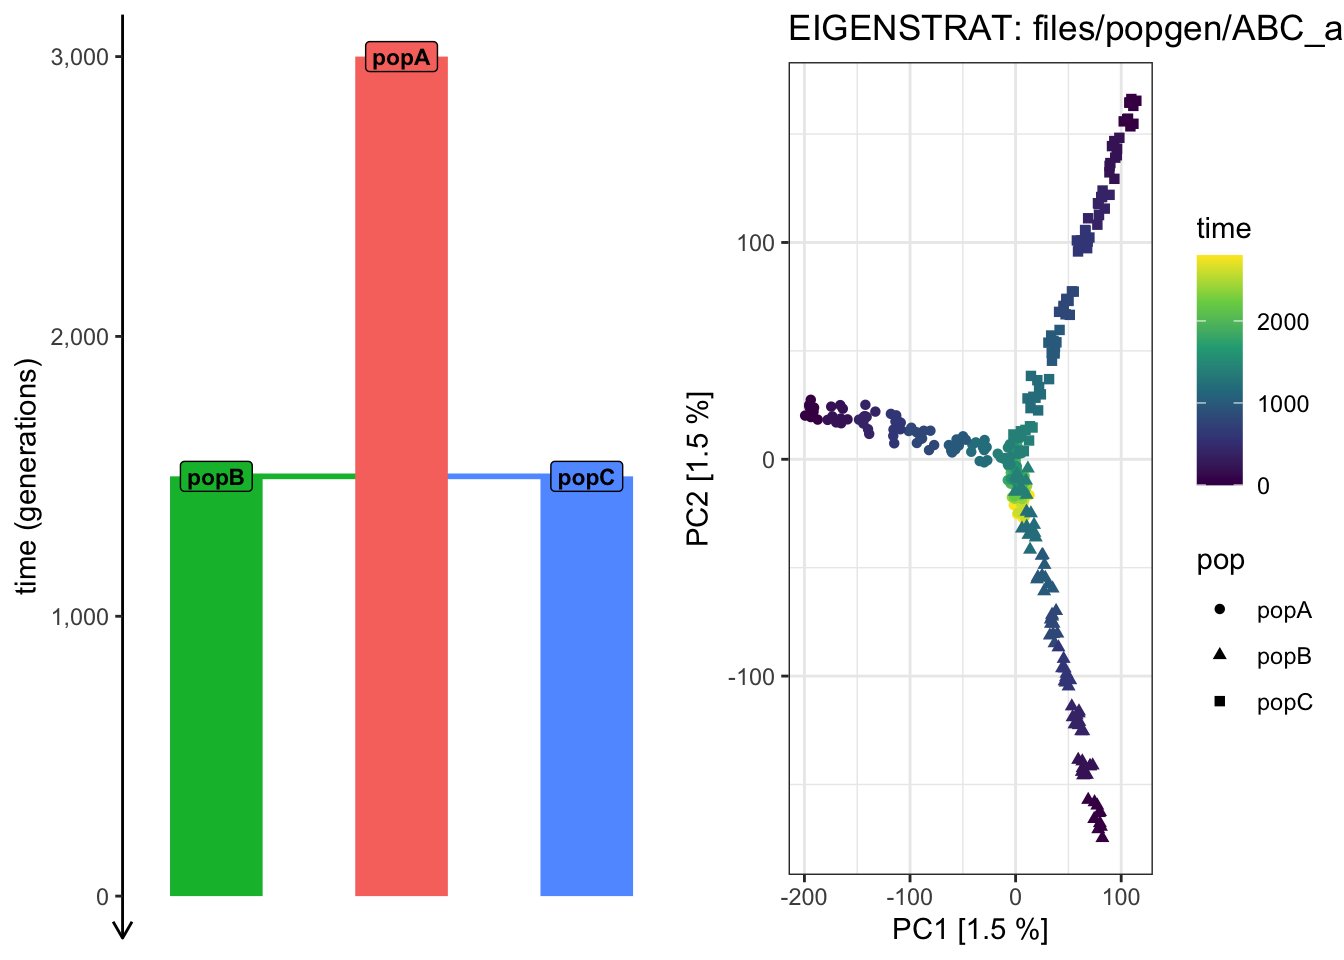 time (generations)
3,000
2,000
1,000
0
popA
popB
popC
EIGENSTRAT: files/popgen/ABC_a
PC2 [1.5 %]
100
0
-100
-200
-100
0
100
PC1 [1.5 %]
time
2000
1000
0
pop
popA
popB
popC